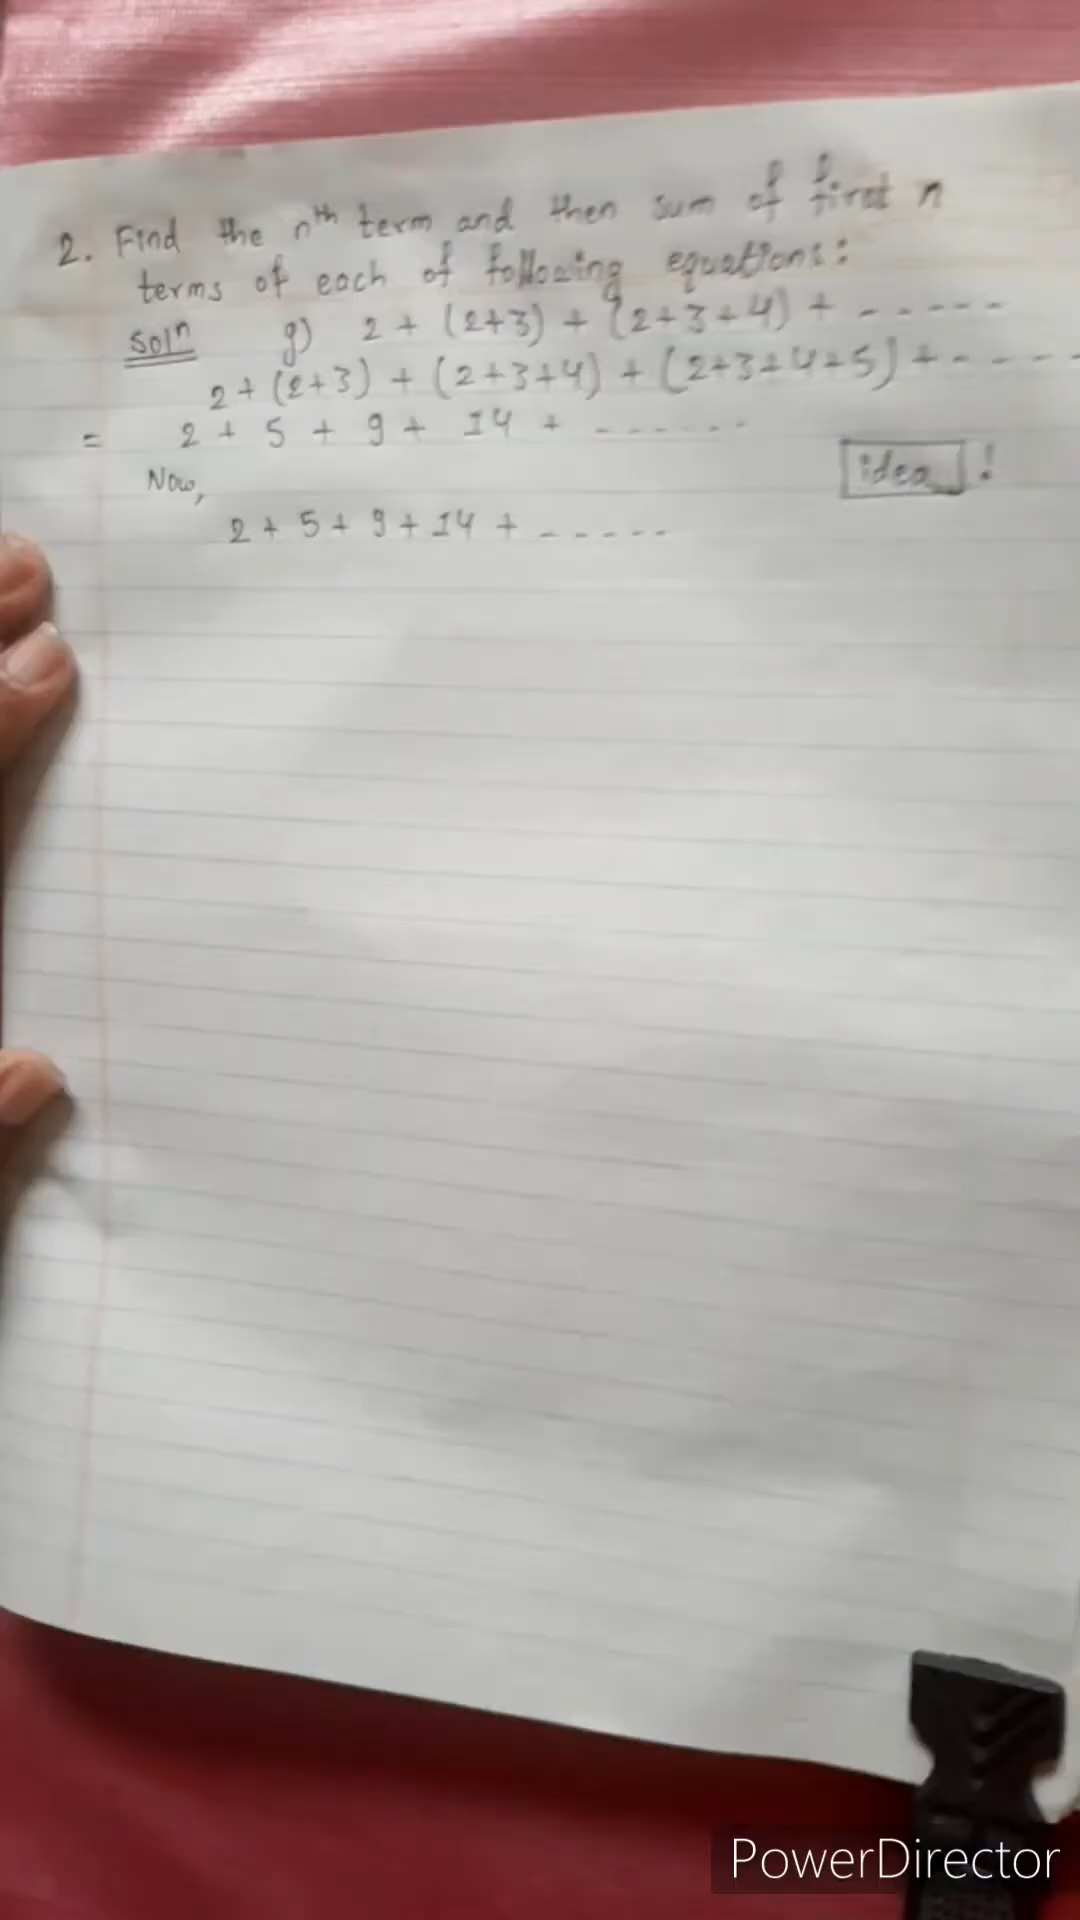 2. Find the nth term and then sum of first n
terms of each of following equations:
Soln g) 2 + (2+3) + (2+3+4) + - - - - -
2 + (2+3) + (2+3+4) + (2+3+4+5) + - - - -
= 2 + 5 + 9 + 14 + - - - - - -
idea !
Now,
2 + 5 + 9 + 14 + - - - - -
PowerDirector